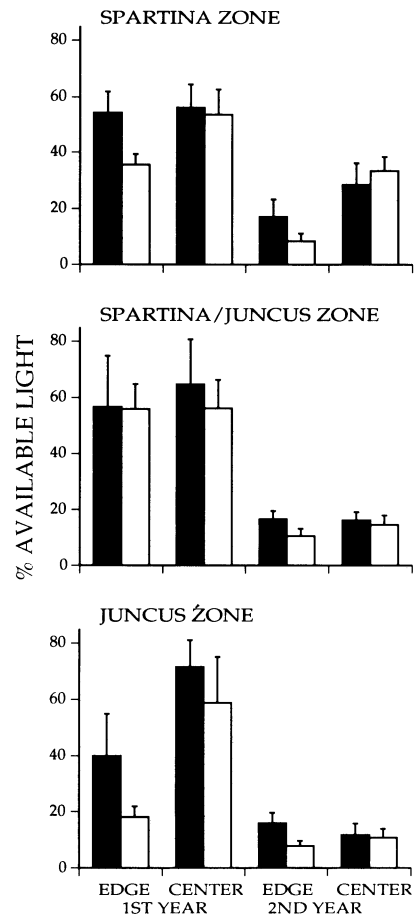 SPARTINA ZONE
80
60
40
20
0
SPARTINA/JUNCUS ZONE
80
60
40
20
0
% AVAILABLE LIGHT
JUNCUS ZONE
80
60
40
20
0
EDGE CENTER EDGE CENTER
1ST YEAR 2ND YEAR